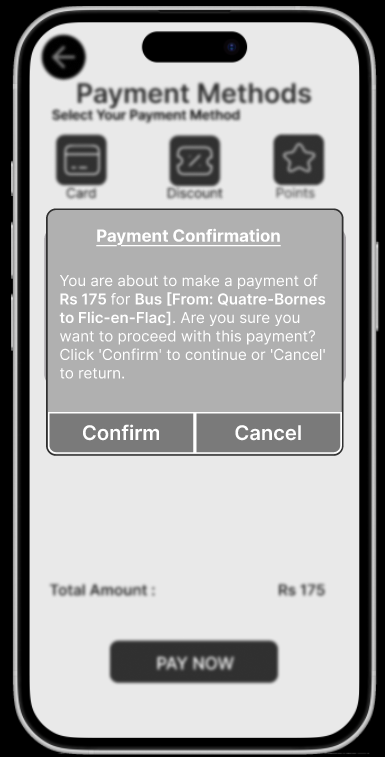 Payment Methods
Select Your Payment Method
Card
Discount
Points
Payment Confirmation
You are about to make a payment of
Rs 175 for Bus [From: Quatre-Bornes
to Flic-en-Flac]. Are you sure you
want to proceed with this payment?
Click 'Confirm' to continue or 'Cancel'
to return.
Confirm
Cancel
Total Amount :
Rs 175
PAY NOW